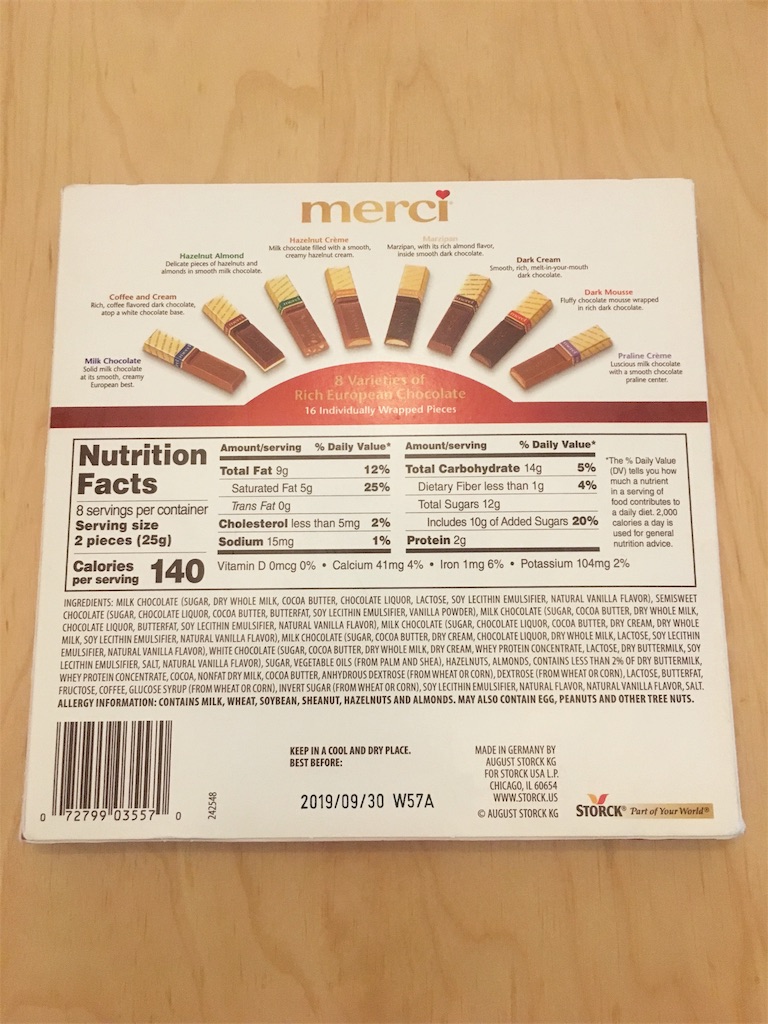 merci
Hazelnut Crème
Milk chocolate filled with a smooth,
creamy hazelnut cream.
Marzipan
Marzipan, with its rich almond flavor,
inside smooth dark chocolate.
Hazelnut Almond
Delicate pieces of hazelnuts and
almonds in smooth milk chocolate.
Dark Cream
Smooth, rich, melt-in-your-mouth
dark chocolate.
Coffee and Cream
Rich, coffee flavored dark chocolate,
atop a white chocolate base.
Dark Mousse
Fluffy chocolate mousse wrapped
in rich dark chocolate.
Milk Chocolate
Solid milk chocolate
at its smooth, creamy
European best.
Praline Crème
Luscious milk chocolate
with a smooth chocolate
praline center.
8 Varieties of
Rich European Chocolate
16 Individually Wrapped Pieces
Nutrition
Facts
8 servings per container
Serving size
2 pieces (25g)
Calories
per serving 140
Amount/serving % Daily Value*
Total Fat 9g 12%
Saturated Fat 5g 25%
Trans Fat 0g
Cholesterol less than 5mg 2%
Sodium 15mg 1%
Amount/serving % Daily Value*
Total Carbohydrate 14g 5%
Dietary Fiber less than 1g 4%
Total Sugars 12g
Includes 10g of Added Sugars 20%
Protein 2g
Vitamin D 0mcg 0% • Calcium 41mg 4% • Iron 1mg 6% • Potassium 104mg 2%
*The % Daily Value
(DV) tells you how
much a nutrient
in a serving of
food contributes to
a daily diet. 2,000
calories a day is
used for general
nutrition advice.
INGREDIENTS: MILK CHOCOLATE (SUGAR, DRY WHOLE MILK, COCOA BUTTER, CHOCOLATE LIQUOR, LACTOSE, SOY LECITHIN EMULSIFIER, NATURAL VANILLA FLAVOR), SEMISWEET
CHOCOLATE (SUGAR, CHOCOLATE LIQUOR, COCOA BUTTER, BUTTERFAT, SOY LECITHIN EMULSIFIER, VANILLA POWDER), MILK CHOCOLATE (SUGAR, COCOA BUTTER, DRY WHOLE MILK,
CHOCOLATE LIQUOR, BUTTERFAT, SOY LECITHIN EMULSIFIER, NATURAL VANILLA FLAVOR), MILK CHOCOLATE (SUGAR, CHOCOLATE LIQUOR, COCOA BUTTER, DRY CREAM, DRY WHOLE
MILK, SOY LECITHIN EMULSIFIER, NATURAL VANILLA FLAVOR), MILK CHOCOLATE (SUGAR, COCOA BUTTER, DRY CREAM, CHOCOLATE LIQUOR, DRY WHOLE MILK, LACTOSE, SOY LECITHIN
EMULSIFIER, NATURAL VANILLA FLAVOR), WHITE CHOCOLATE (SUGAR, COCOA BUTTER, DRY WHOLE MILK, DRY CREAM, WHEY PROTEIN CONCENTRATE, LACTOSE, DRY BUTTERMILK, SOY
LECITHIN EMULSIFIER, SALT, NATURAL VANILLA FLAVOR), SUGAR, VEGETABLE OILS (FROM PALM AND SHEA), HAZELNUTS, ALMONDS, CONTAINS LESS THAN 2% OF DRY BUTTERMILK,
WHEY PROTEIN CONCENTRATE, COCOA, NONFAT DRY MILK, COCOA BUTTER, ANHYDROUS DEXTROSE (FROM WHEAT OR CORN), DEXTROSE (FROM WHEAT OR CORN), LACTOSE, BUTTERFAT,
FRUCTOSE, COFFEE, GLUCOSE SYRUP (FROM WHEAT OR CORN), INVERT SUGAR (FROM WHEAT OR CORN), SOY LECITHIN EMULSIFIER, NATURAL FLAVOR, NATURAL VANILLA FLAVOR, SALT.
ALLERGY INFORMATION: CONTAINS MILK, WHEAT, SOYBEAN, SHEANUT, HAZELNUTS AND ALMONDS. MAY ALSO CONTAIN EGG, PEANUTS AND OTHER TREE NUTS.
0 72799 03557 0
242548
KEEP IN A COOL AND DRY PLACE.
BEST BEFORE:
2019/09/30 W57A
MADE IN GERMANY BY
AUGUST STORCK KG
FOR STORCK USA L.P.
CHICAGO, IL 60654
WWW.STORCK.US
© AUGUST STORCK KG
STORCK® Part of Your World®